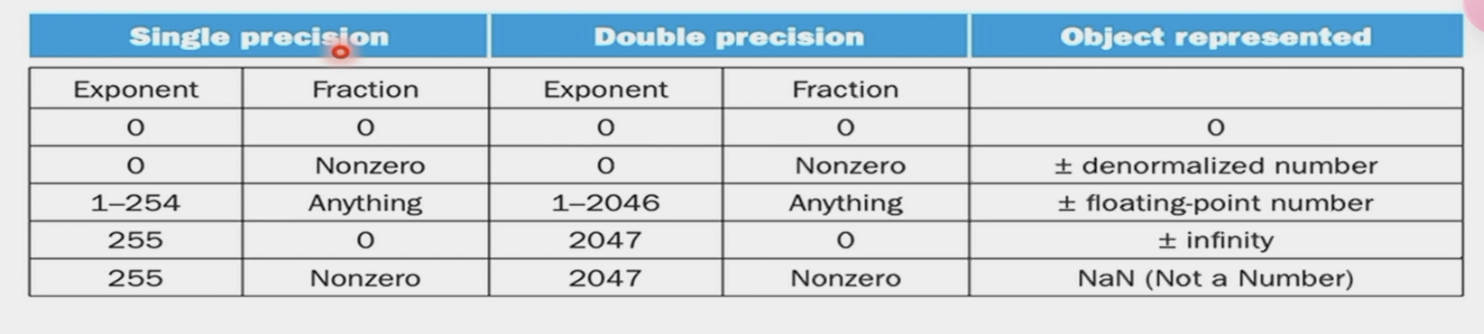 Single precision Double precision Object represented
Exponent Fraction Exponent Fraction
0 0 0 0 0
0 Nonzero 0 Nonzero ± denormalized number
1–254 Anything 1–2046 Anything ± floating-point number
255 0 2047 0 ± infinity
255 Nonzero 2047 Nonzero NaN (Not a Number)